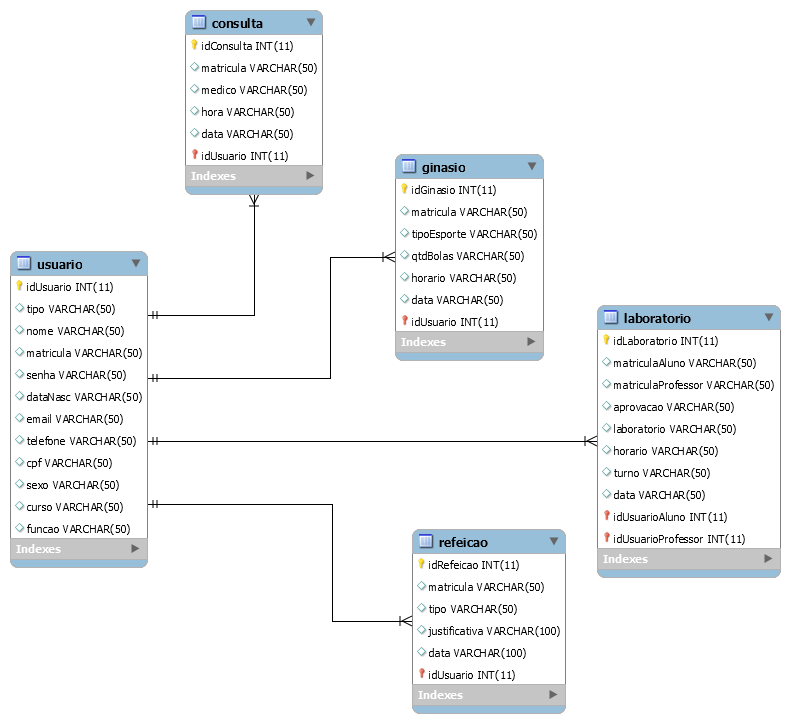 consulta
idConsulta INT(11)
matricula VARCHAR(50)
medico VARCHAR(50)
hora VARCHAR(50)
data VARCHAR(50)
idUsuario INT(11)
Indexes
ginasio
idGinasio INT(11)
matricula VARCHAR(50)
tipoEsporte VARCHAR(50)
qtdBolas VARCHAR(50)
horario VARCHAR(50)
data VARCHAR(50)
idUsuario INT(11)
Indexes
usuario
idUsuario INT(11)
tipo VARCHAR(50)
nome VARCHAR(50)
matricula VARCHAR(50)
senha VARCHAR(50)
dataNasc VARCHAR(50)
email VARCHAR(50)
telefone VARCHAR(50)
cpf VARCHAR(50)
sexo VARCHAR(50)
curso VARCHAR(50)
funcao VARCHAR(50)
Indexes
laboratorio
idLaboratorio INT(11)
matriculaAluno VARCHAR(50)
matriculaProfessor VARCHAR(50)
aprovacao VARCHAR(50)
laboratorio VARCHAR(50)
horario VARCHAR(50)
turno VARCHAR(50)
data VARCHAR(50)
idUsuarioAluno INT(11)
idUsuarioProfessor INT(11)
Indexes
refeicao
idRefeicao INT(11)
matricula VARCHAR(50)
tipo VARCHAR(50)
justificativa VARCHAR(100)
data VARCHAR(100)
idUsuario INT(11)
Indexes